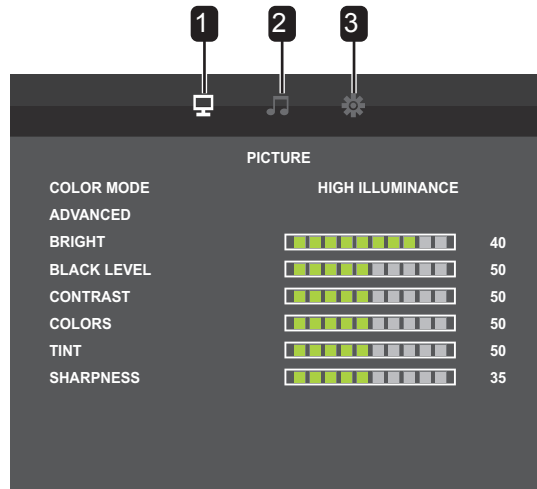 1 2 3
PICTURE
COLOR MODE HIGH ILLUMINANCE
ADVANCED
BRIGHT 40
BLACK LEVEL 50
CONTRAST 50
COLORS 50
TINT 50
SHARPNESS 35